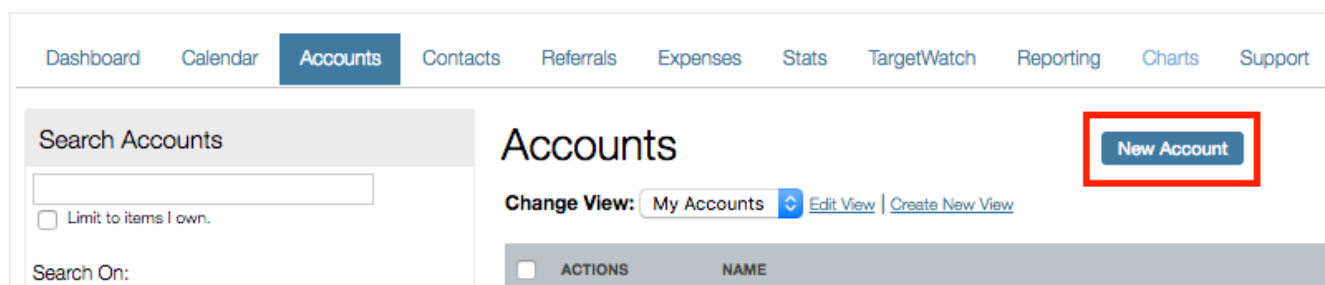 Dashboard Calendar Accounts Contacts Referrals Expenses Stats TargetWatch Reporting Charts Support
Search Accounts
Limit to items I own.
Search On:
Accounts New Account
Change View: My Accounts Edit View | Create New View
ACTIONS NAME